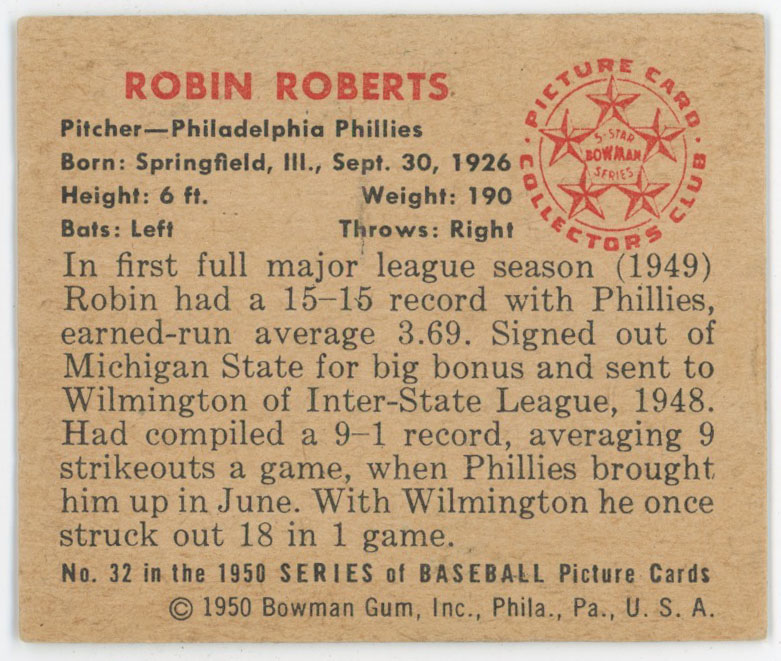 ROBIN ROBERTS
Pitcher—Philadelphia Phillies
Born: Springfield, Ill., Sept. 30, 1926
Height: 6 ft. Weight: 190
Bats: Left Throws: Right
PICTURE CARD
COLLECTORS CLUB
5-STAR
BOWMAN
SERIES
In first full major league season (1949)
Robin had a 15–15 record with Phillies,
earned-run average 3.69. Signed out of
Michigan State for big bonus and sent to
Wilmington of Inter-State League, 1948.
Had compiled a 9–1 record, averaging 9
strikeouts a game, when Phillies brought
him up in June. With Wilmington he once
struck out 18 in 1 game.
No. 32 in the 1950 SERIES of BASEBALL Picture Cards
© 1950 Bowman Gum, Inc., Phila., Pa., U. S. A.